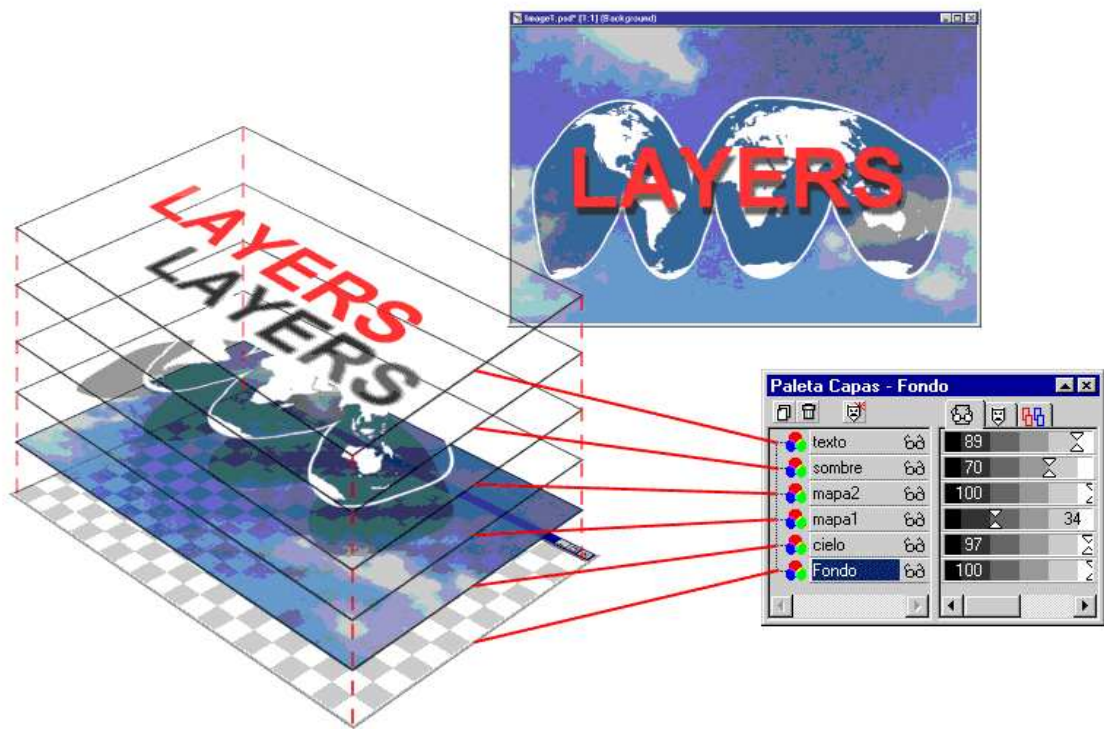 Image1.psd* [1:1] (Background)
LAYERS
LAYERS
LAYERS
Paleta Capas - Fondo
texto 89
sombre 70
mapa2 100
mapa1 34
cielo 97
Fondo 100